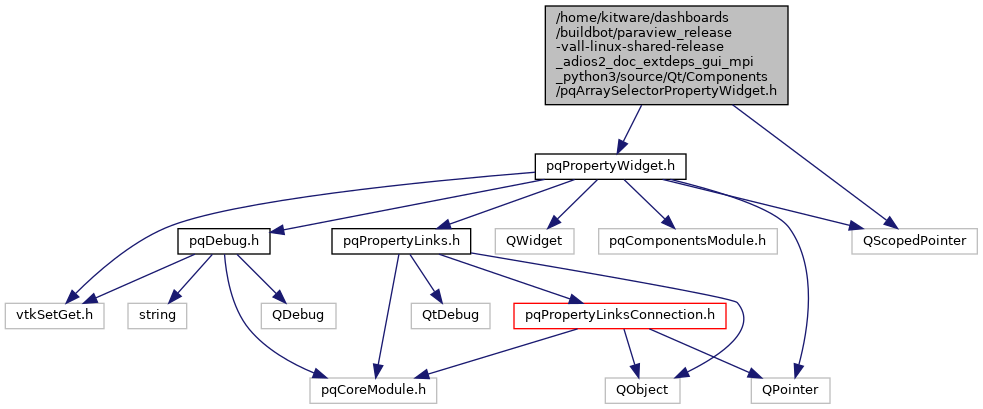 /home/kitware/dashboards
/buildbot/paraview_release
-vall-linux-shared-release
_adios2_doc_extdeps_gui_mpi
_python3/source/Qt/Components
/pqArraySelectorPropertyWidget.h
pqPropertyWidget.h
pqDebug.h
pqPropertyLinks.h
QWidget
pqComponentsModule.h
QScopedPointer
vtkSetGet.h
string
QDebug
QtDebug
pqPropertyLinksConnection.h
pqCoreModule.h
QObject
QPointer